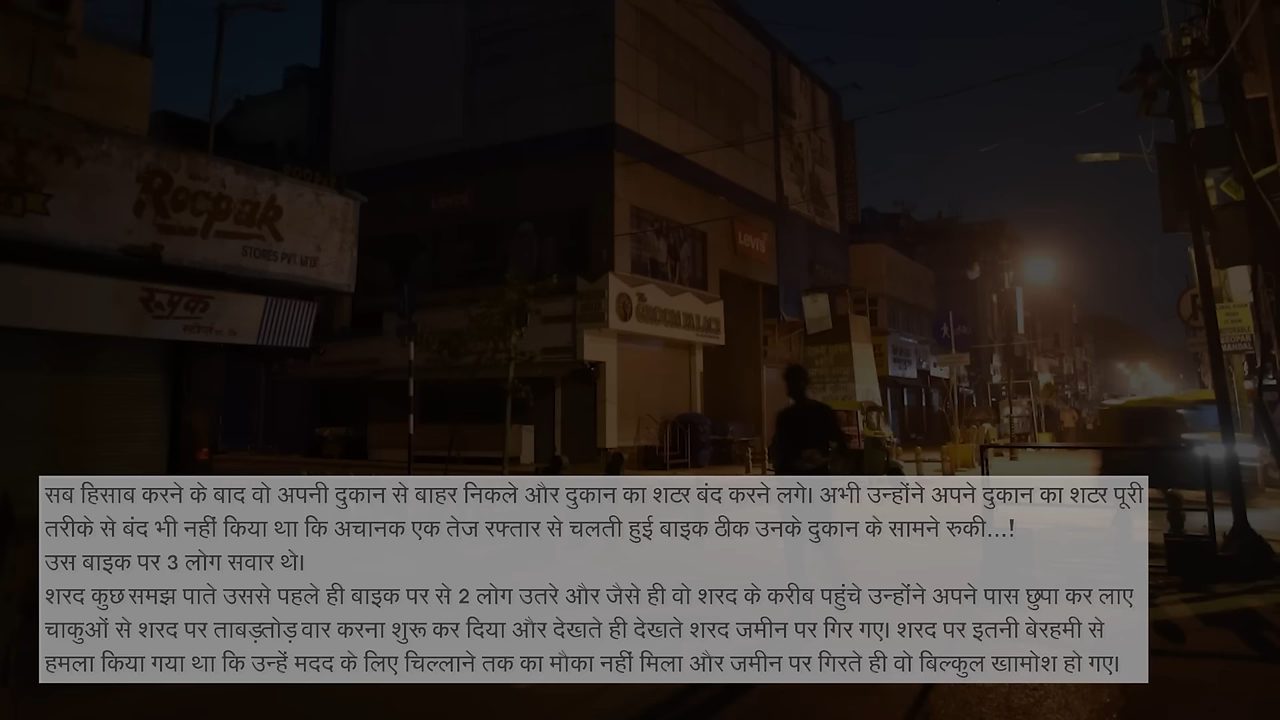 Roopak
STORES PVT. LTD.
रूपक
Levi's
The
GROOM PALACE
सब हिसाब करने के बाद वो अपनी दुकान से बाहर निकले और दुकान का शटर बंद करने लगे। अभी उन्होंने अपने दुकान का शटर पूरी
तरीके से बंद भी नहीं किया था कि अचानक एक तेज रफ्तार से चलती हुई बाइक ठीक उनके दुकान के सामने रुकी...!
उस बाइक पर 3 लोग सवार थे।
शरद कुछ समझ पाते उससे पहले ही बाइक पर से 2 लोग उतरे और जैसे ही वो शरद के करीब पहुंचे उन्होंने अपने पास छुपा कर लाए
चाकुओं से शरद पर ताबड़तोड़ वार करना शुरू कर दिया और देखते ही देखते शरद जमीन पर गिर गए। शरद पर इतनी बेरहमी से
हमला किया गया था कि उन्हें मदद के लिए चिल्लाने तक का मौका नहीं मिला और जमीन पर गिरते ही वो बिल्कुल खामोश हो गए।